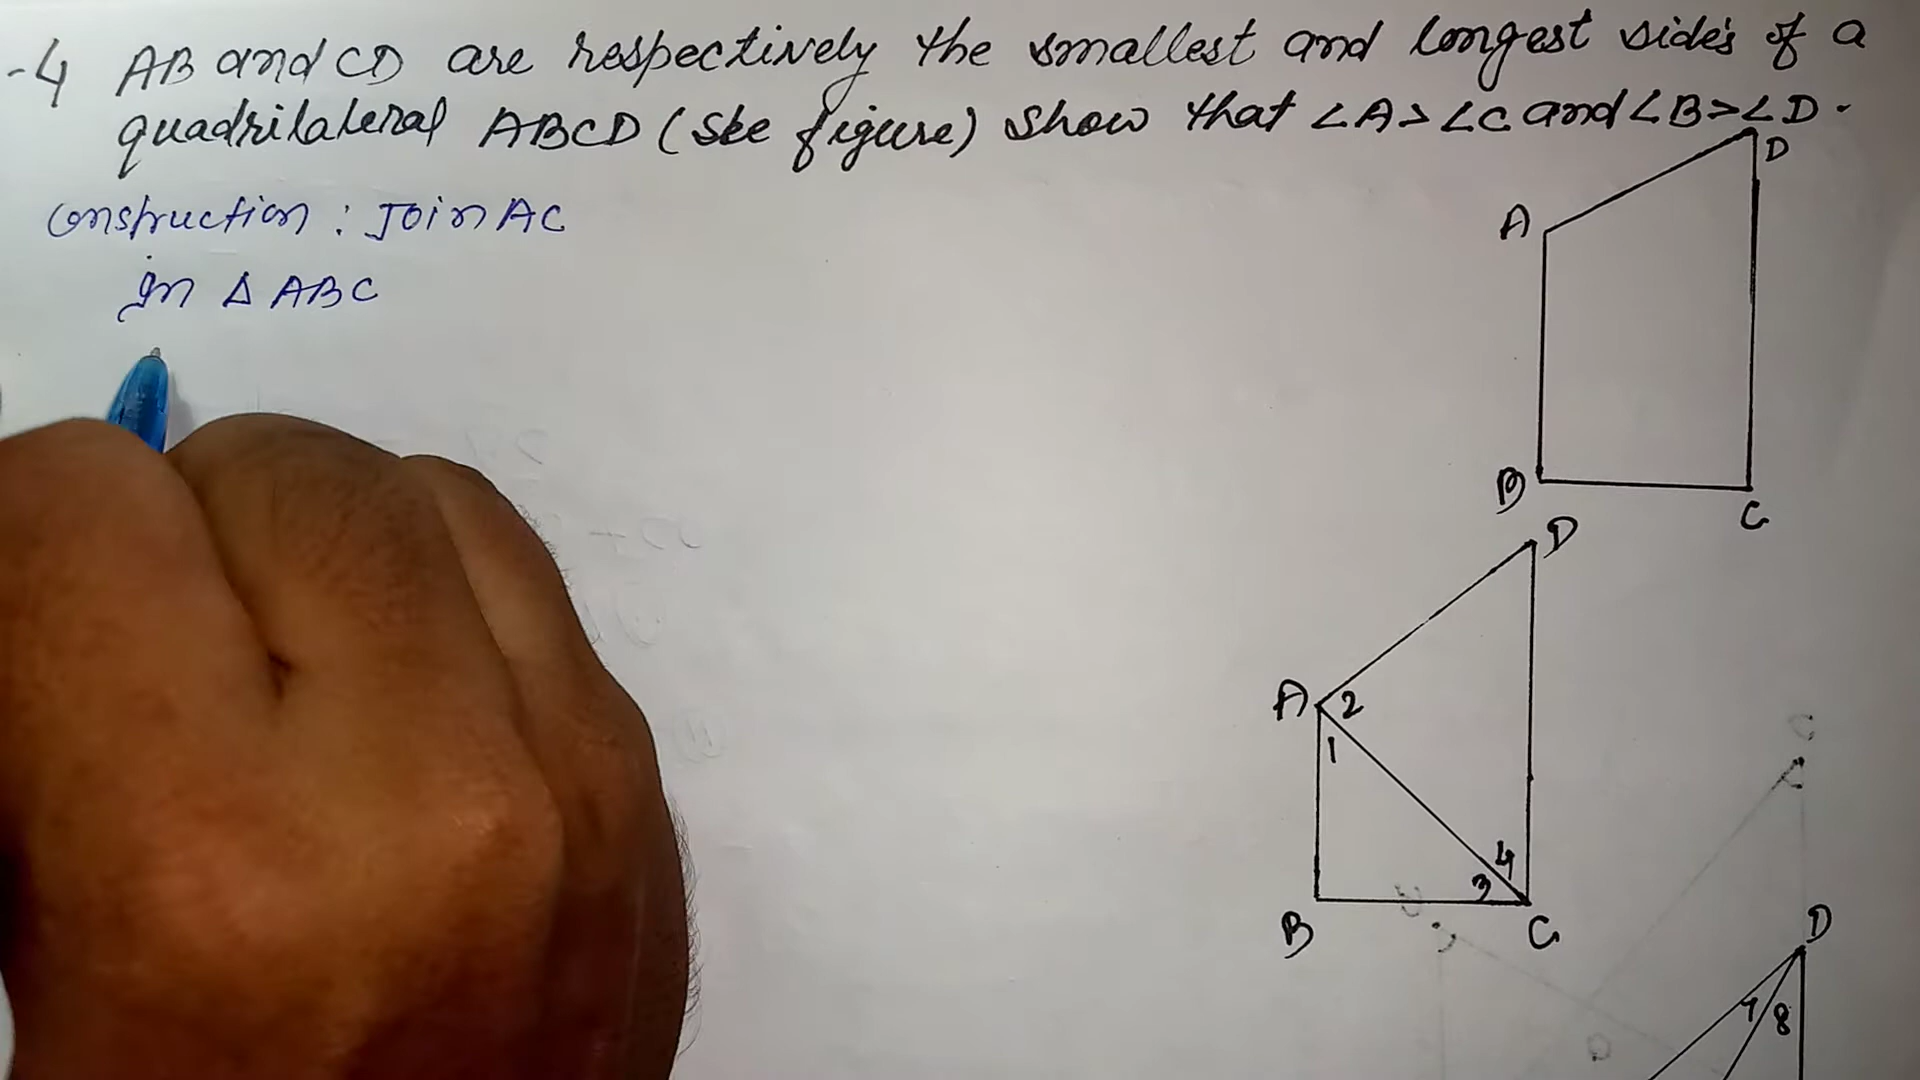 -4 AB and CD are respectively the smallest and longest sides of a
quadrilateral ABCD (See figure) Show that ∠A>∠C and ∠B>∠D.
Construction : Join AC
In Δ ABC
D
A
B
C
D
A
2
1
4
3
B
C
D
7
8